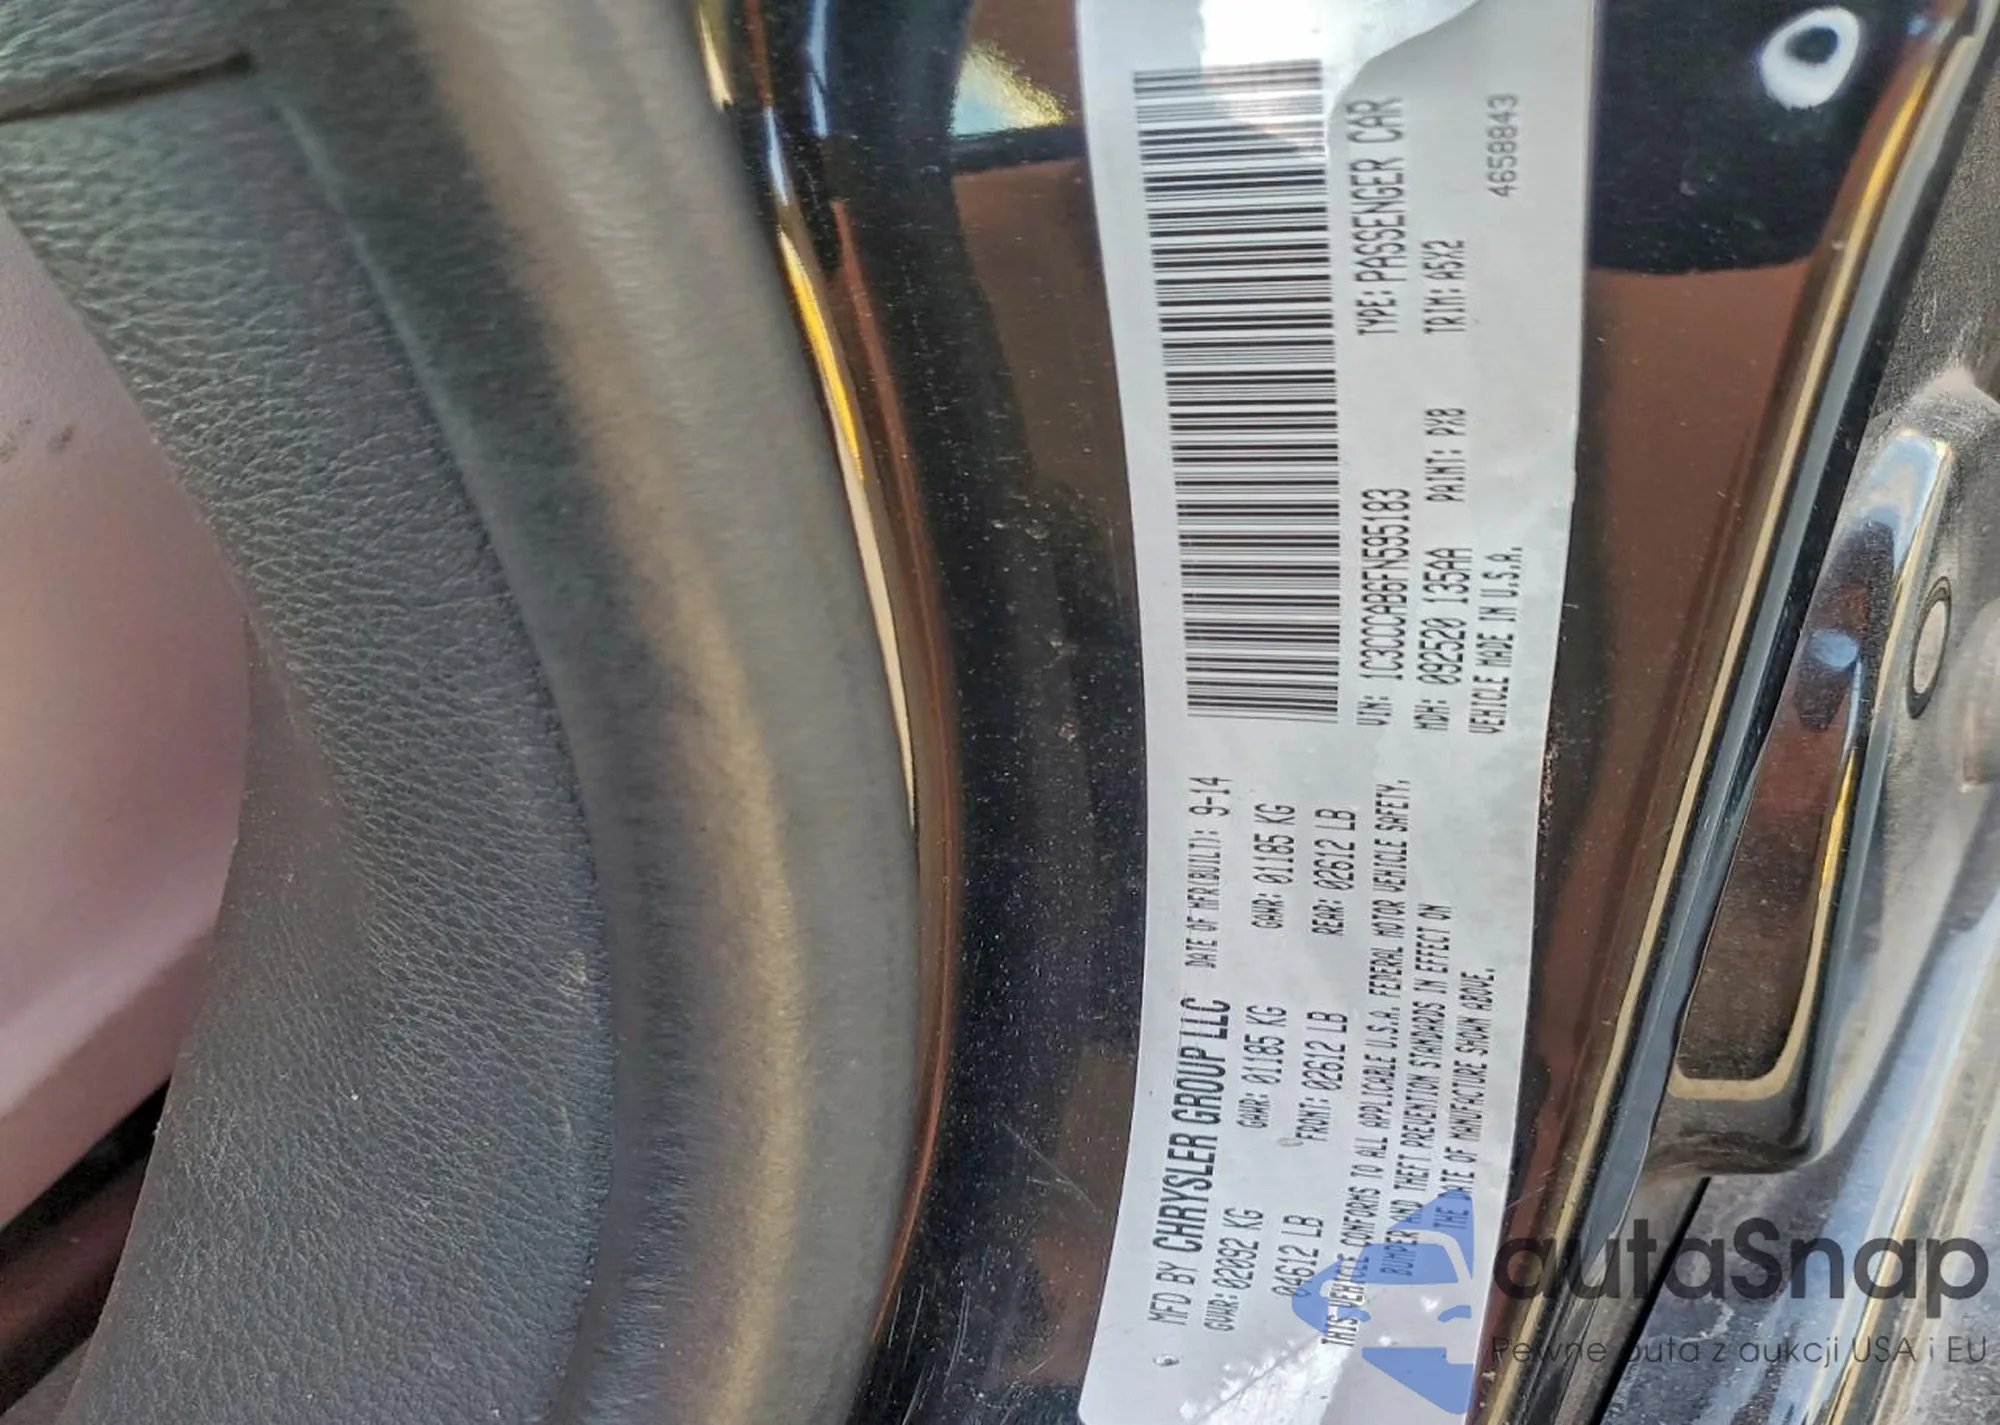 MFD BY CHRYSLER GROUP LLC DATE OF MFR(BUILT): 9-14
GVWR: 02092 KG GAWR: 01185 KG GAWR: 01185 KG
04612 LB FRONT: 02612 LB REAR: 02612 LB
THIS VEHICLE CONFORMS TO ALL APPLICABLE U.S.A. FEDERAL MOTOR VEHICLE SAFETY,
BUMPER AND THEFT PREVENTION STANDARDS IN EFFECT ON
THE DATE OF MANUFACTURE SHOWN ABOVE.
VIN: 1C3CCCAB6FN595183 TYPE: PASSENGER CAR
MDH: 092520 135AA PAINT: PX8 TRIM: A5X2
VEHICLE MADE IN U.S.A. 4658843
autaSnap
Pewne auta z aukcji USA i EU